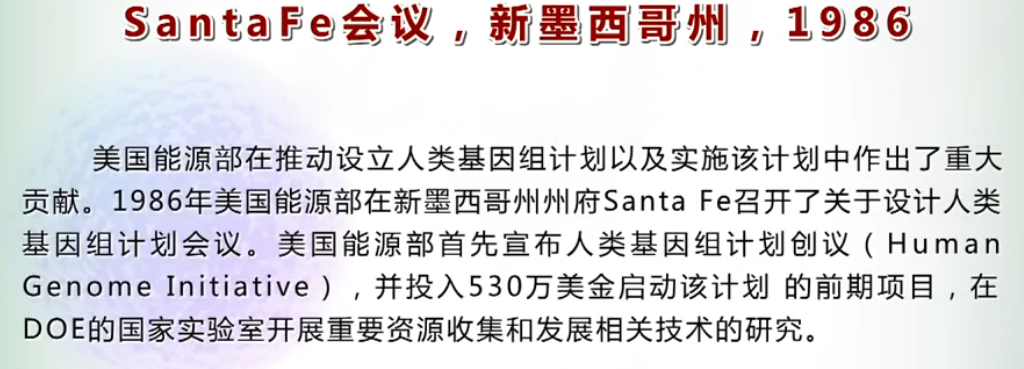 SantaFe会议，新墨西哥州，1986
美国能源部在推动设立人类基因组计划以及实施该计划中作出了重大
贡献。1986年美国能源部在新墨西哥州州府Santa Fe召开了关于设计人类
基因组计划会议。美国能源部首先宣布人类基因组计划创议（Human
Genome Initiative），并投入530万美金启动该计划 的前期项目，在
DOE的国家实验室开展重要资源收集和发展相关技术的研究。